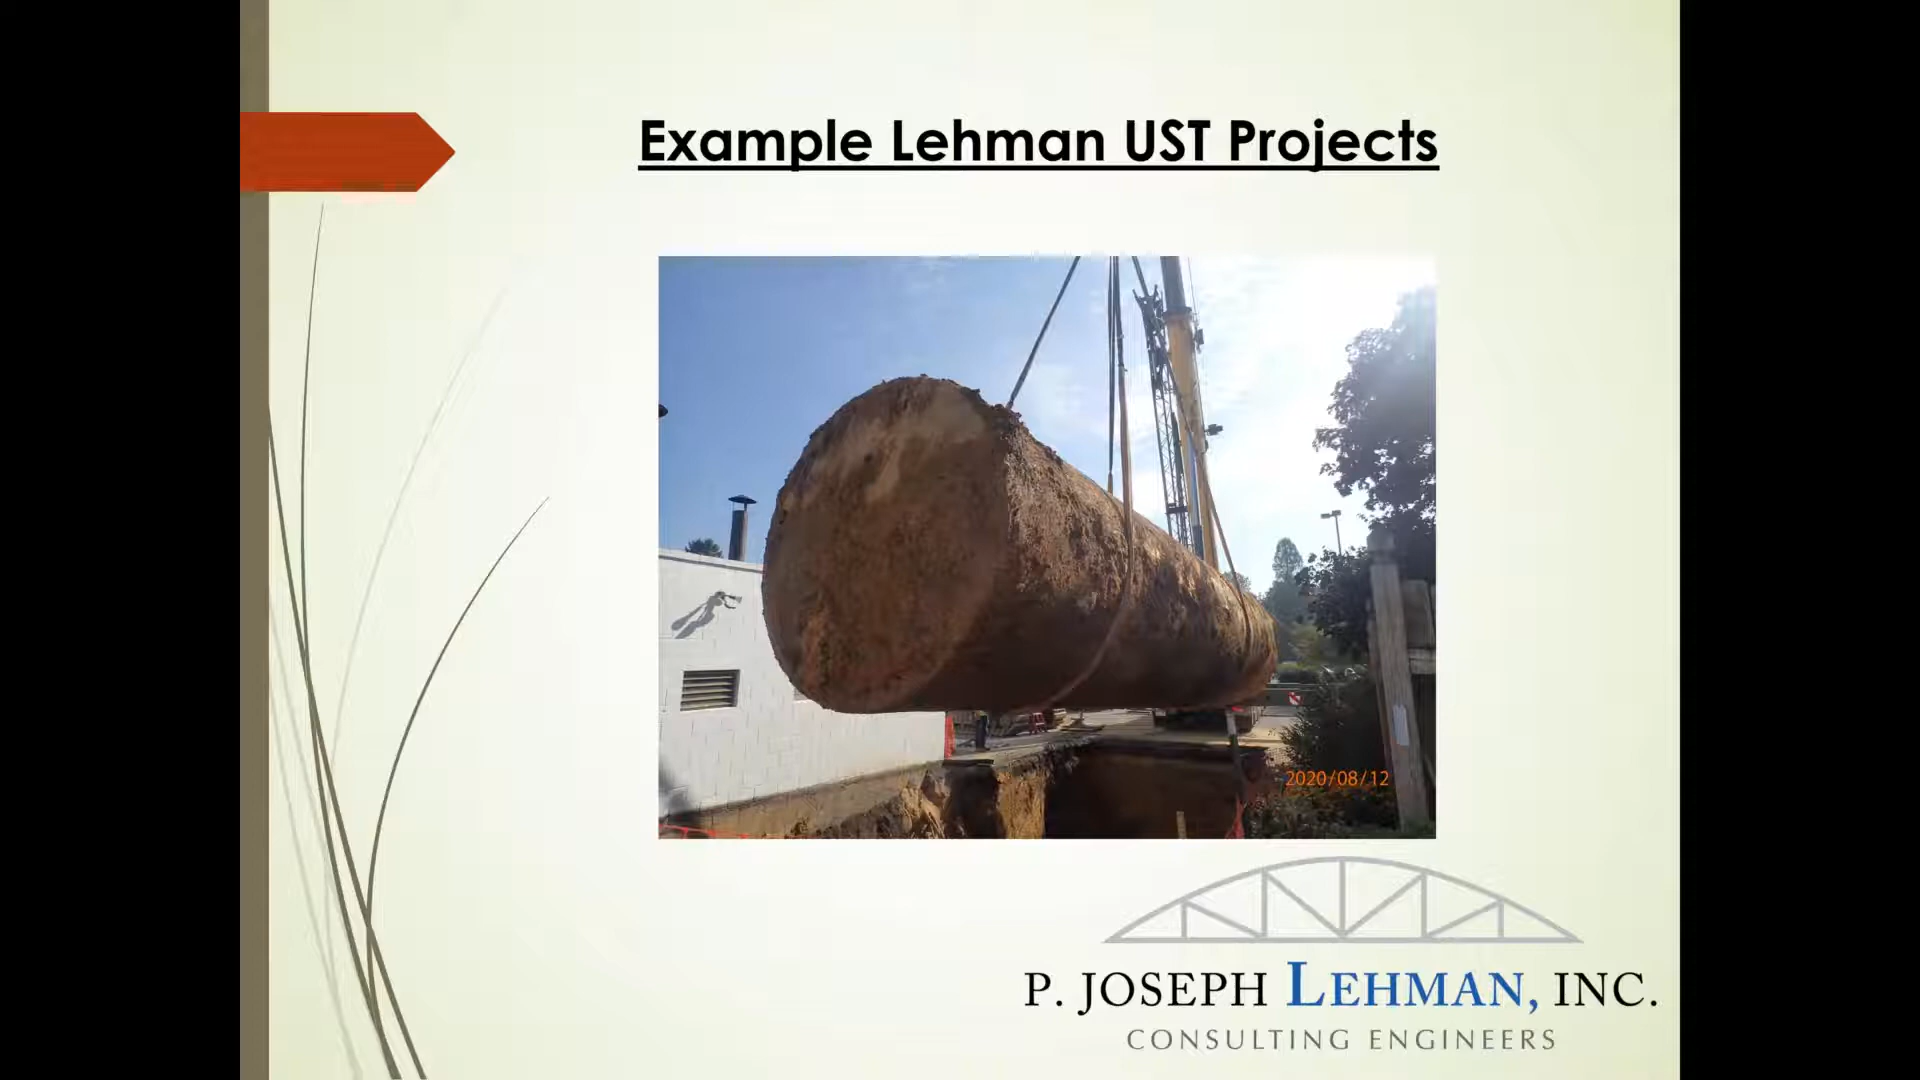 Example Lehman UST Projects
2020/08/12
P. JOSEPH LEHMAN, INC.
CONSULTING ENGINEERS